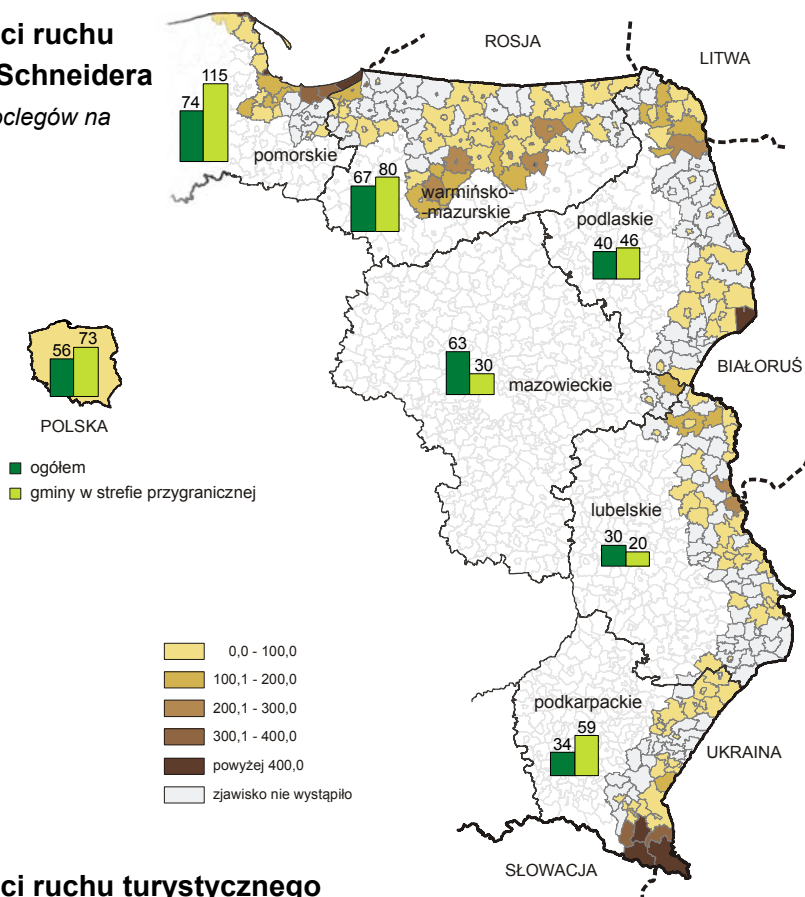 ci ruchu
Schneidera
oclegów na
ROSJA
LITWA
74
115
pomorskie
67
80
warmińsko-
-mazurskie
podlaskie
40
46
56
73
POLSKA
63
30
mazowieckie
BIAŁORUŚ
ogółem
gminy w strefie przygranicznej
lubelskie
30
20
0,0 - 100,0
100,1 - 200,0
200,1 - 300,0
300,1 - 400,0
powyżej 400,0
zjawisko nie wystąpiło
podkarpackie
34
59
UKRAINA
SŁOWACJA
ci ruchu turystycznego